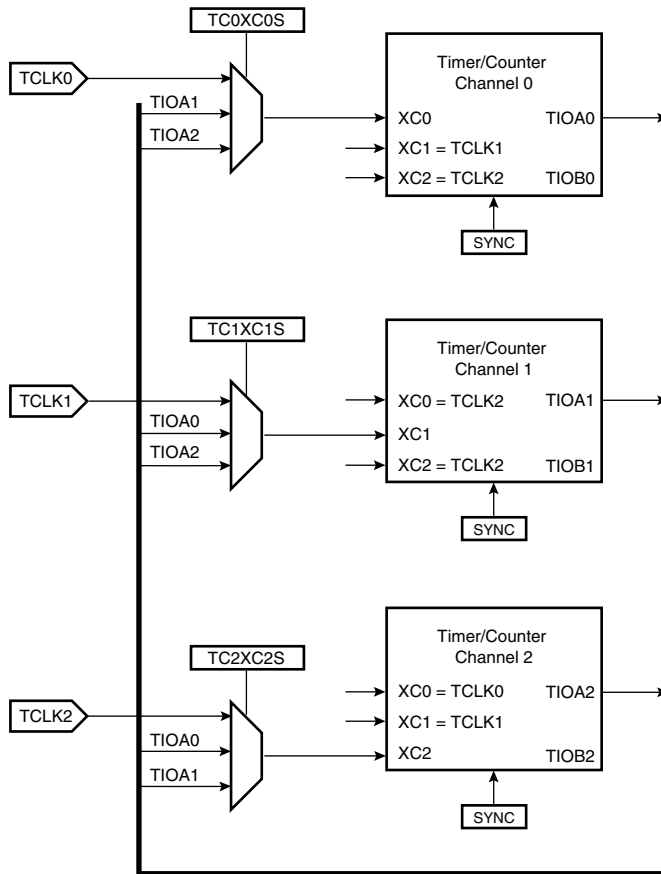 TC0XC0S
TCLK0
TIOA1
TIOA2
Timer/Counter
Channel 0
XC0
TIOA0
XC1 = TCLK1
XC2 = TCLK2
TIOB0
SYNC
TC1XC1S
TCLK1
TIOA0
TIOA2
Timer/Counter
Channel 1
XC0 = TCLK2
TIOA1
XC1
XC2 = TCLK2
TIOB1
SYNC
TC2XC2S
TCLK2
TIOA0
TIOA1
Timer/Counter
Channel 2
XC0 = TCLK0
TIOA2
XC1 = TCLK1
XC2
TIOB2
SYNC